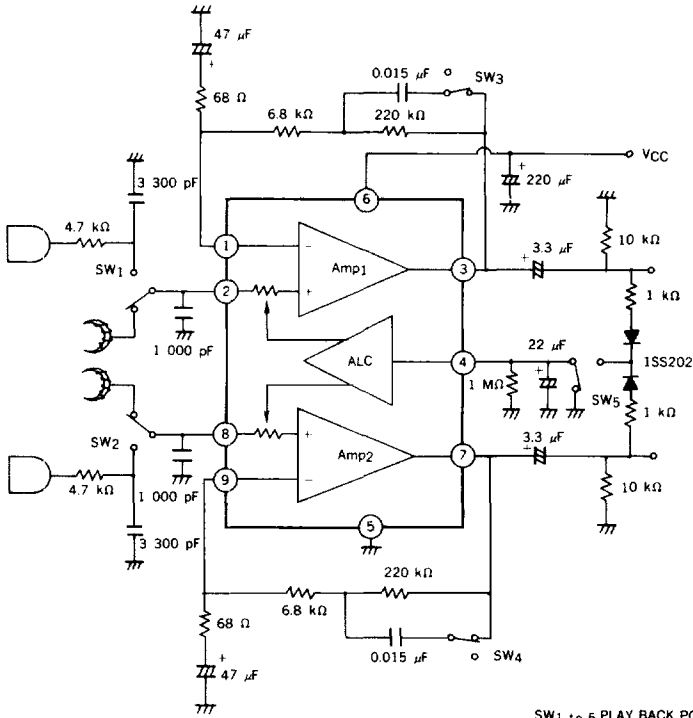 47 μF
+
68 Ω
0.015 μF
SW3
6.8 kΩ
220 kΩ
VCC
+
220 μF
3 300 pF
4.7 kΩ
SW1
6
1
−
Amp1
3
3.3 μF
+
10 kΩ
2
+
1 kΩ
1 000 pF
ALC
4
22 μF
+
1SS202
1 MΩ
SW5
SW2
8
+
Amp2
7
1 kΩ
3.3 μF
+
9
−
4.7 kΩ
1 000 pF
10 kΩ
3 300 pF
5
220 kΩ
6.8 kΩ
68 Ω
0.015 μF
SW4
+
47 μF
SW1 to 5 PLAY BACK PO